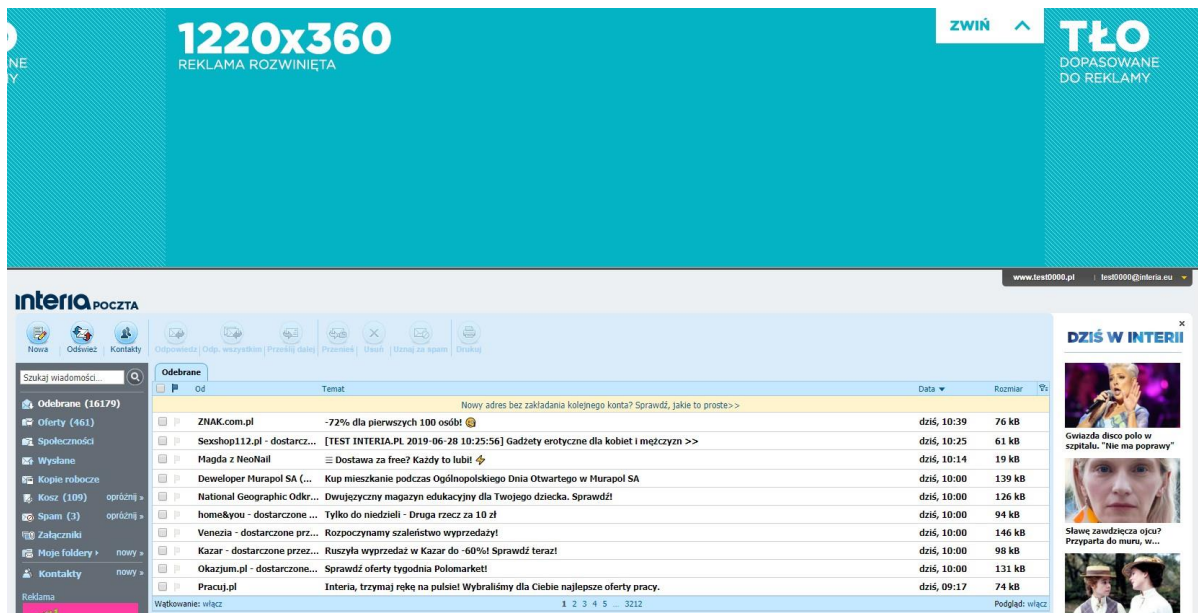 NE
Y
1220x360
REKLAMA ROZWINIĘTA
ZWIŃ
TŁO
DOPASOWANE
DO REKLAMY
www.test0000.pl | test0000@interia.eu
interia POCZTA
Nowa Odśwież Kontakty Odpowiedz Odp. wszystkim Prześlij dalej Przenieś Usuń Uznaj za spam Drukuj
DZIŚ W INTERII
Szukaj wiadomości...
Odebrane
Od Temat Data Rozmiar
Nowy adres bez zakładania kolejnego konta? Sprawdź, jakie to proste>>
Odebrane (16179)
Oferty (461)
Społeczności
Wysłane
Kopie robocze
Kosz (109) opróżnij »
Spam (3) opróżnij »
Załączniki
Moje foldery nowy »
Kontakty nowy »
Reklama
ZNAK.com.pl -72% dla pierwszych 100 osób! dziś, 10:39 76 kB
Sexshop112.pl - dostarcz... [TEST INTERIA.PL 2019-06-28 10:25:56] Gadżety erotyczne dla kobiet i mężczyzn >> dziś, 10:25 61 kB
Magda z NeoNail Dostawa za free? Każdy to lubi! dziś, 10:14 19 kB
Deweloper Murapol SA (... Kup mieszkanie podczas Ogólnopolskiego Dnia Otwartego w Murapol SA dziś, 10:00 139 kB
National Geographic Odkr... Dwujęzyczny magazyn edukacyjny dla Twojego dziecka. Sprawdź! dziś, 10:00 126 kB
home&you - dostarczone ... Tylko do niedzieli - Druga rzecz za 10 zł dziś, 10:00 94 kB
Venezia - dostarczone prz... Rozpoczynamy szaleństwo wyprzedaży! dziś, 10:00 146 kB
Kazar - dostarczone przez... Ruszyła wyprzedaż w Kazar do -60%! Sprawdź teraz! dziś, 10:00 98 kB
Okazjum.pl - dostarczone... Sprawdź oferty tygodnia Polomarket! dziś, 10:00 131 kB
Pracuj.pl Interia, trzymaj rękę na pulsie! Wybraliśmy dla Ciebie najlepsze oferty pracy. dziś, 09:17 74 kB
Wątkowanie: włącz 1 2 3 4 5 ... 3212 Podgląd: włącz
Gwiazda disco polo w
szpitalu. "Nie ma poprawy"
Sławę zawdzięcza ojcu?
Przyparta do muru, w...